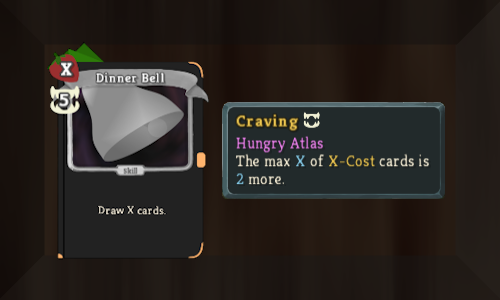 X
Dinner Bell
5
Skill
Draw X cards.
Craving
Hungry Atlas
The max X of X-Cost cards is
2 more.